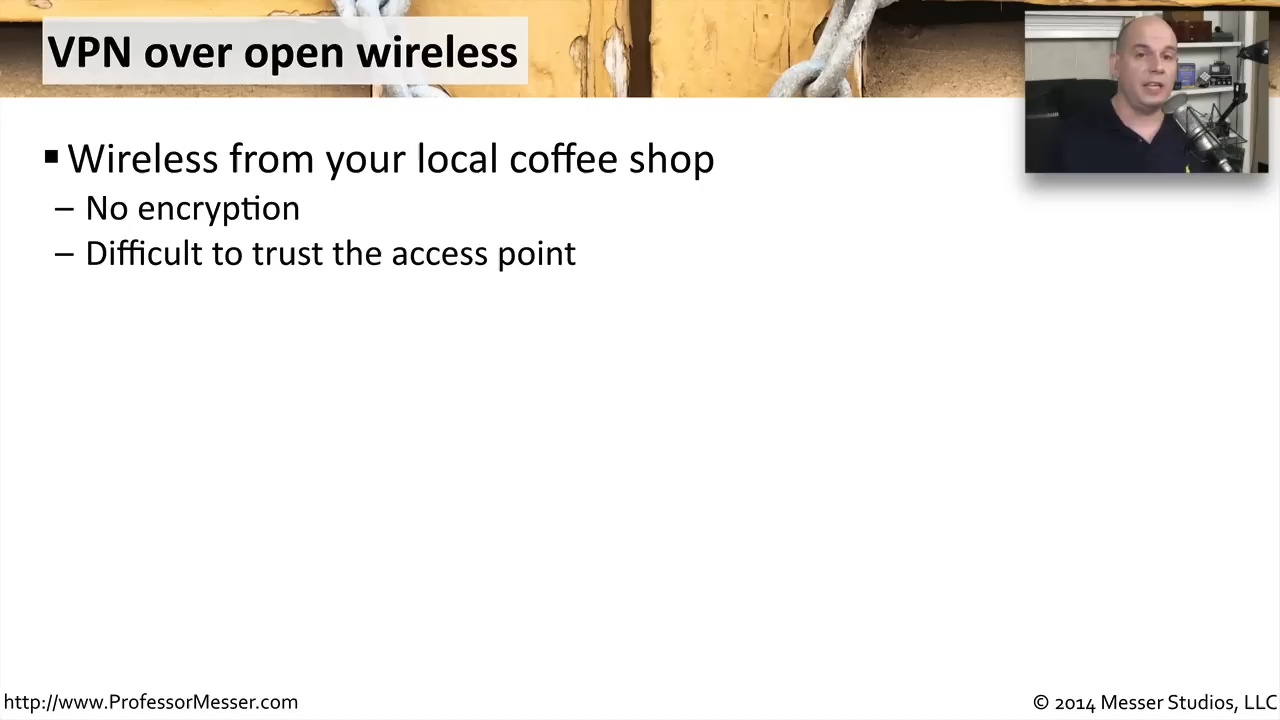 VPN over open wireless
Wireless from your local coffee shop
– No encryption
– Difficult to trust the access point
http://www.ProfessorMesser.com
© 2014 Messer Studios, LLC